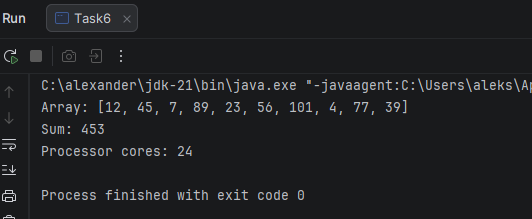 Run
Task6
C:\alexander\jdk-21\bin\java.exe "-javaagent:C:\Users\aleks\Ap
Array: [12, 45, 7, 89, 23, 56, 101, 4, 77, 39]
Sum: 453
Processor cores: 24
Process finished with exit code 0